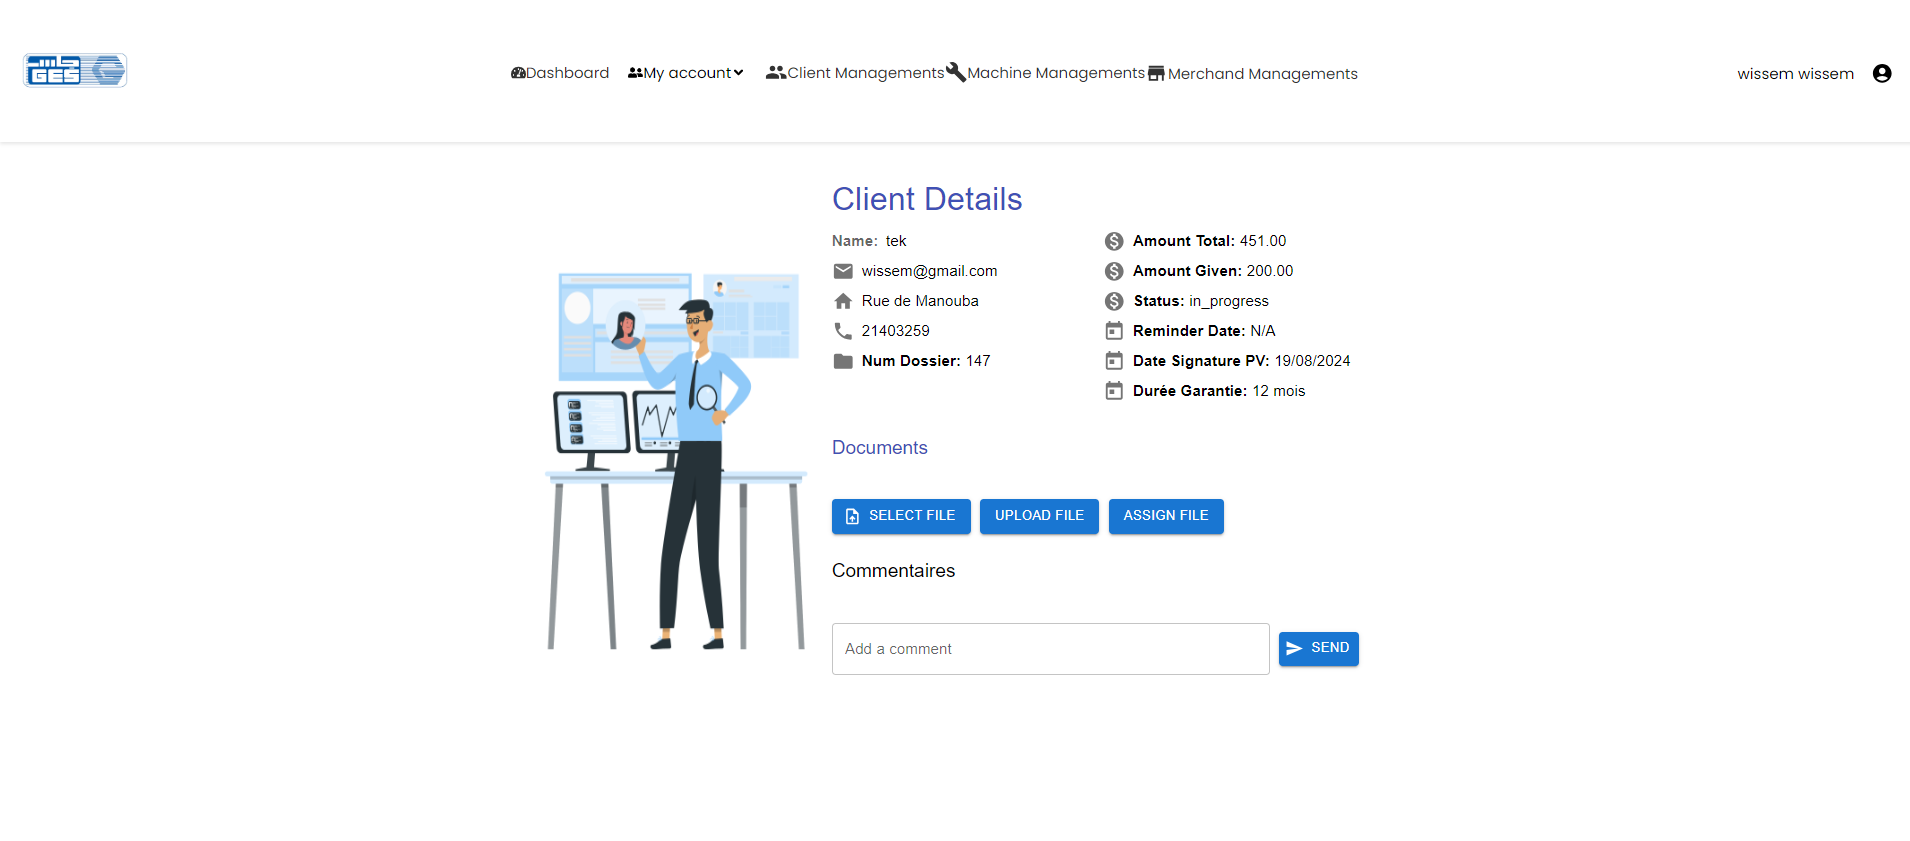 جاس
GES
Dashboard
My account
Client Managements
Machine Managements
Merchand Managements
wissem wissem
Client Details
Name: tek
wissem@gmail.com
Rue de Manouba
21403259
Num Dossier: 147
Amount Total: 451.00
Amount Given: 200.00
Status: in_progress
Reminder Date: N/A
Date Signature PV: 19/08/2024
Durée Garantie: 12 mois
Documents
SELECT FILE
UPLOAD FILE
ASSIGN FILE
Commentaires
Add a comment
SEND